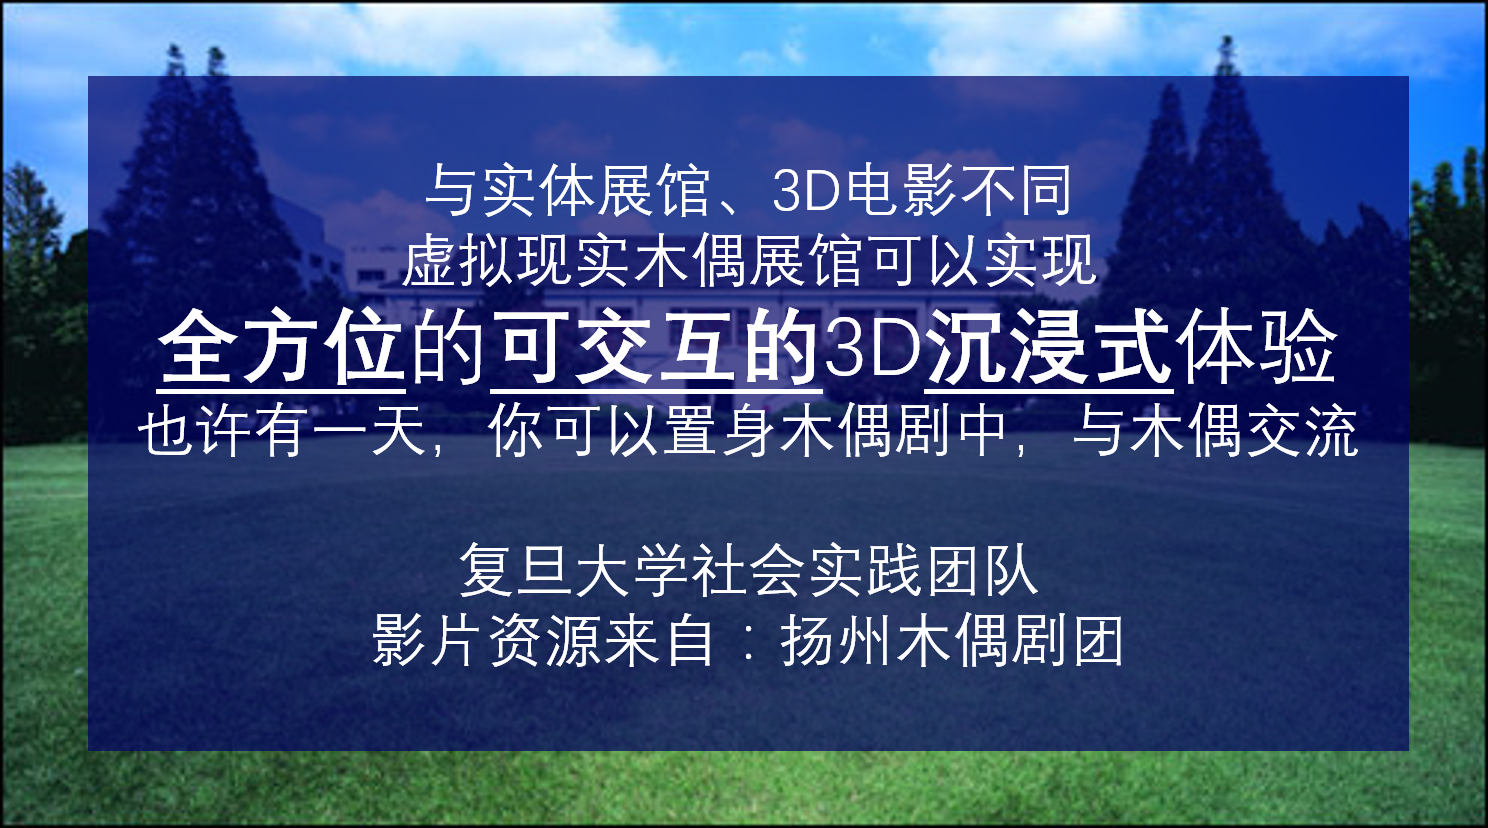 与实体展馆、3D电影不同
虚拟现实木偶展馆可以实现
全方位的可交互的3D沉浸式体验
也许有一天，你可以置身木偶剧中，与木偶交流
复旦大学社会实践团队
影片资源来自：扬州木偶剧团